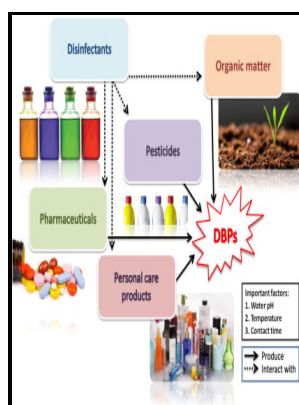 Disinfectants
Organic matter
Pesticides
Pharmaceuticals
DBPs
Personal care
products
Important factors:
1. Water pH
2. Temperature
3. Contact time
Produce
Interact with